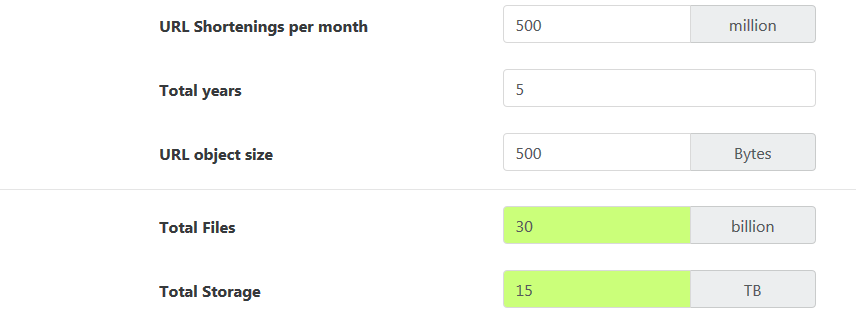 URL Shortenings per month 500 million
Total years 5
URL object size 500 Bytes
Total Files 30 billion
Total Storage 15 TB